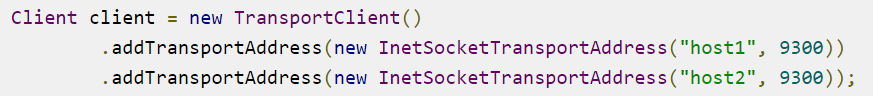 Client client = new TransportClient()
        .addTransportAddress(new InetSocketTransportAddress("host1", 9300))
        .addTransportAddress(new InetSocketTransportAddress("host2", 9300));